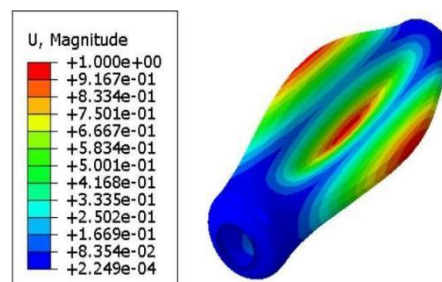 U, Magnitude
+1.000e+00
+9.167e-01
+8.334e-01
+7.501e-01
+6.667e-01
+5.834e-01
+5.001e-01
+4.168e-01
+3.335e-01
+2.502e-01
+1.669e-01
+8.354e-02
+2.249e-04